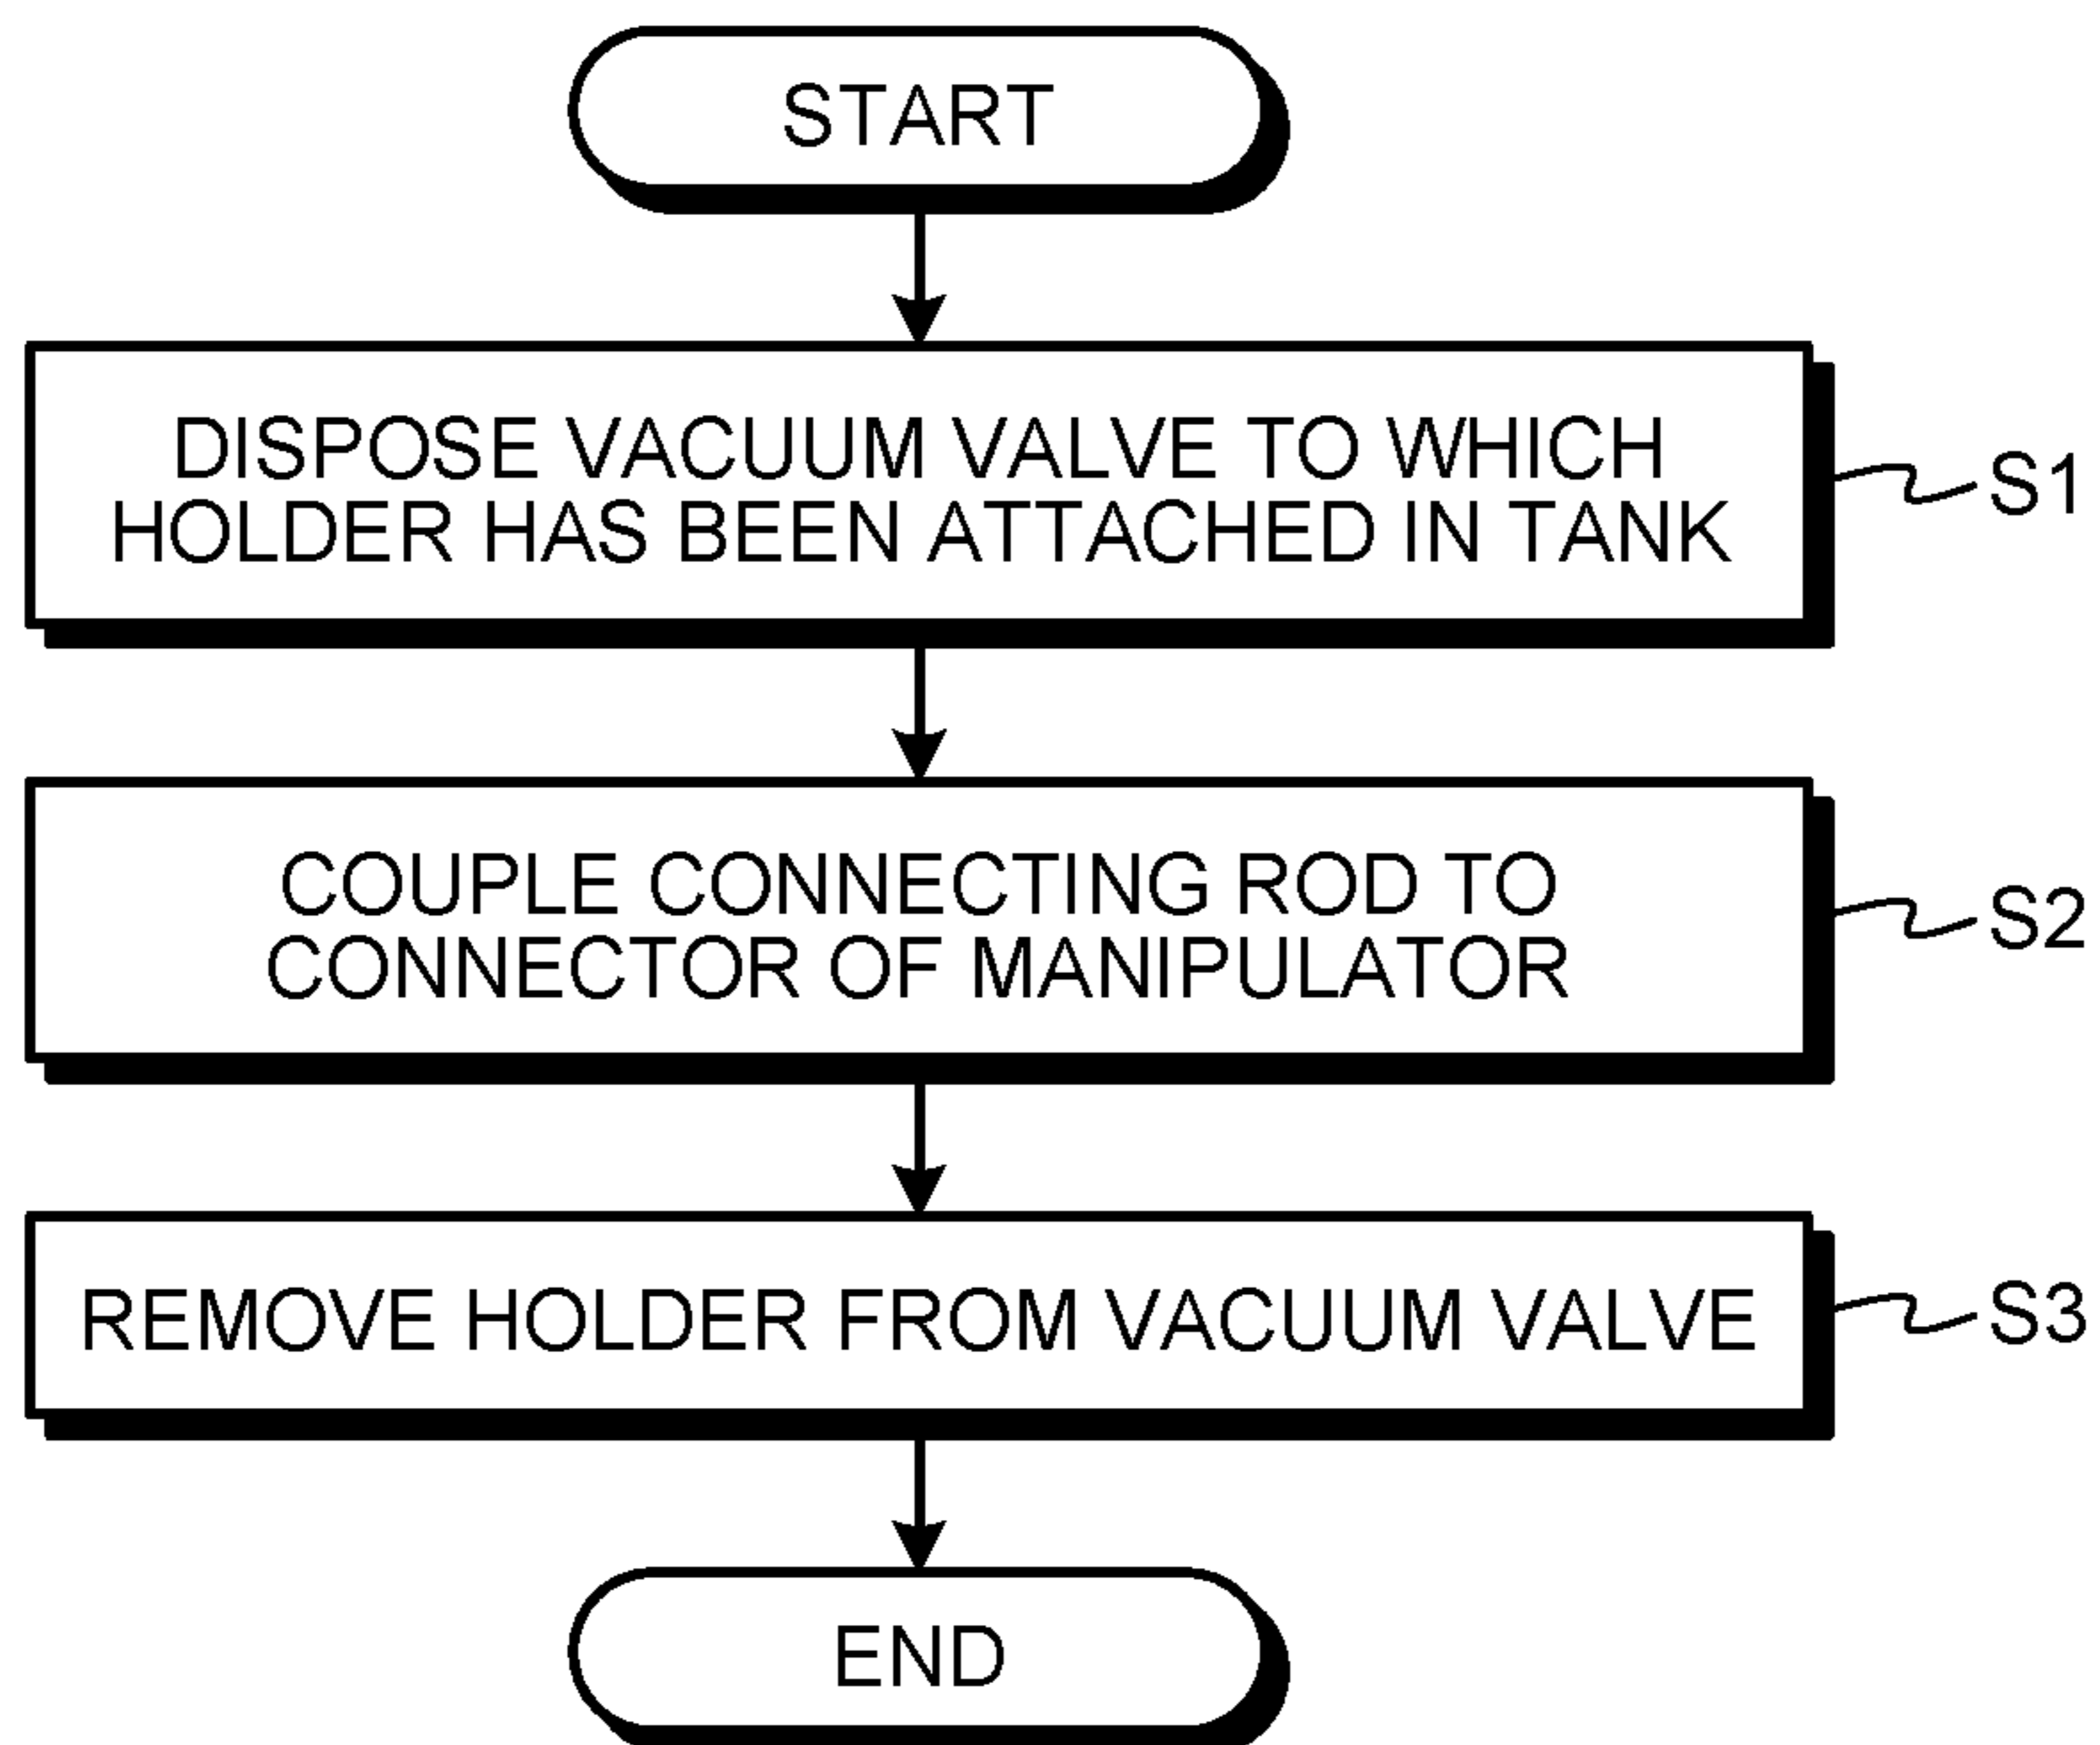 START
DISPOSE VACUUM VALVE TO WHICH
HOLDER HAS BEEN ATTACHED IN TANK
S1
COUPLE CONNECTING ROD TO
CONNECTOR OF MANIPULATOR
S2
REMOVE HOLDER FROM VACUUM VALVE
S3
END